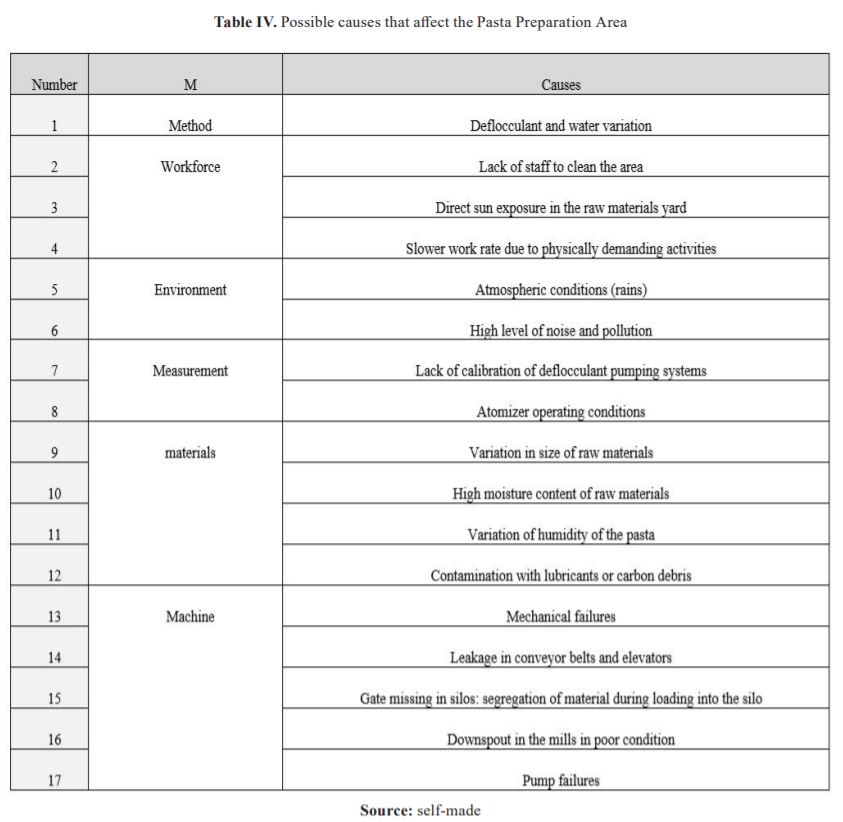 Table IV. Possible causes that affect the Pasta Preparation Area
Number M Causes
1 Method Deflocculant and water variation
2 Workforce Lack of staff to clean the area
3 Direct sun exposure in the raw materials yard
4 Slower work rate due to physically demanding activities
5 Environment Atmospheric conditions (rains)
6 High level of noise and pollution
7 Measurement Lack of calibration of deflocculant pumping systems
8 Atomizer operating conditions
9 materials Variation in size of raw materials
10 High moisture content of raw materials
11 Variation of humidity of the pasta
12 Contamination with lubricants or carbon debris
13 Machine Mechanical failures
14 Leakage in conveyor belts and elevators
15 Gate missing in silos: segregation of material during loading into the silo
16 Downspout in the mills in poor condition
17 Pump failures
Source: self-made